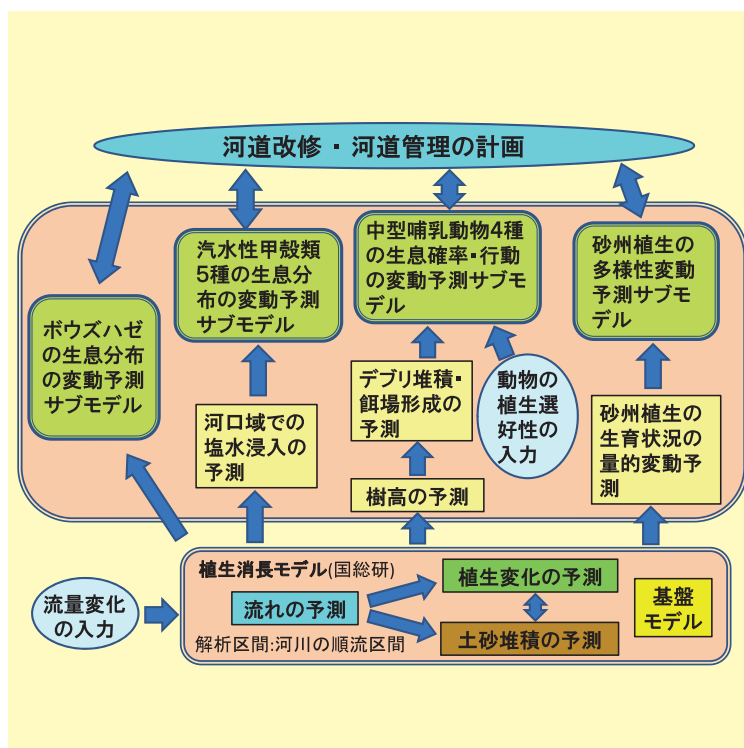 河道改修・河道管理の計画
ボウズハゼ
の生息分布
の変動予測
サブモデル
汽水性甲殻類
5種の生息分
布の変動予測
サブモデル
中型哺乳動物4種
の生息確率・行動
の変動予測サブモ
デル
砂州植生の
多様性変動
予測サブモ
デル
河口域での
塩水浸入の
予測
デブリ堆積・
餌場形成の
予測
動物の
植生選
好性の
入力
砂州植生の
生育状況の
量的変動予
測
樹高の予測
流量変化
の入力
植生消長モデル(国総研)
流れの予測
植生変化の予測
土砂堆積の予測
基盤
モデル
解析区間:河川の順流区間